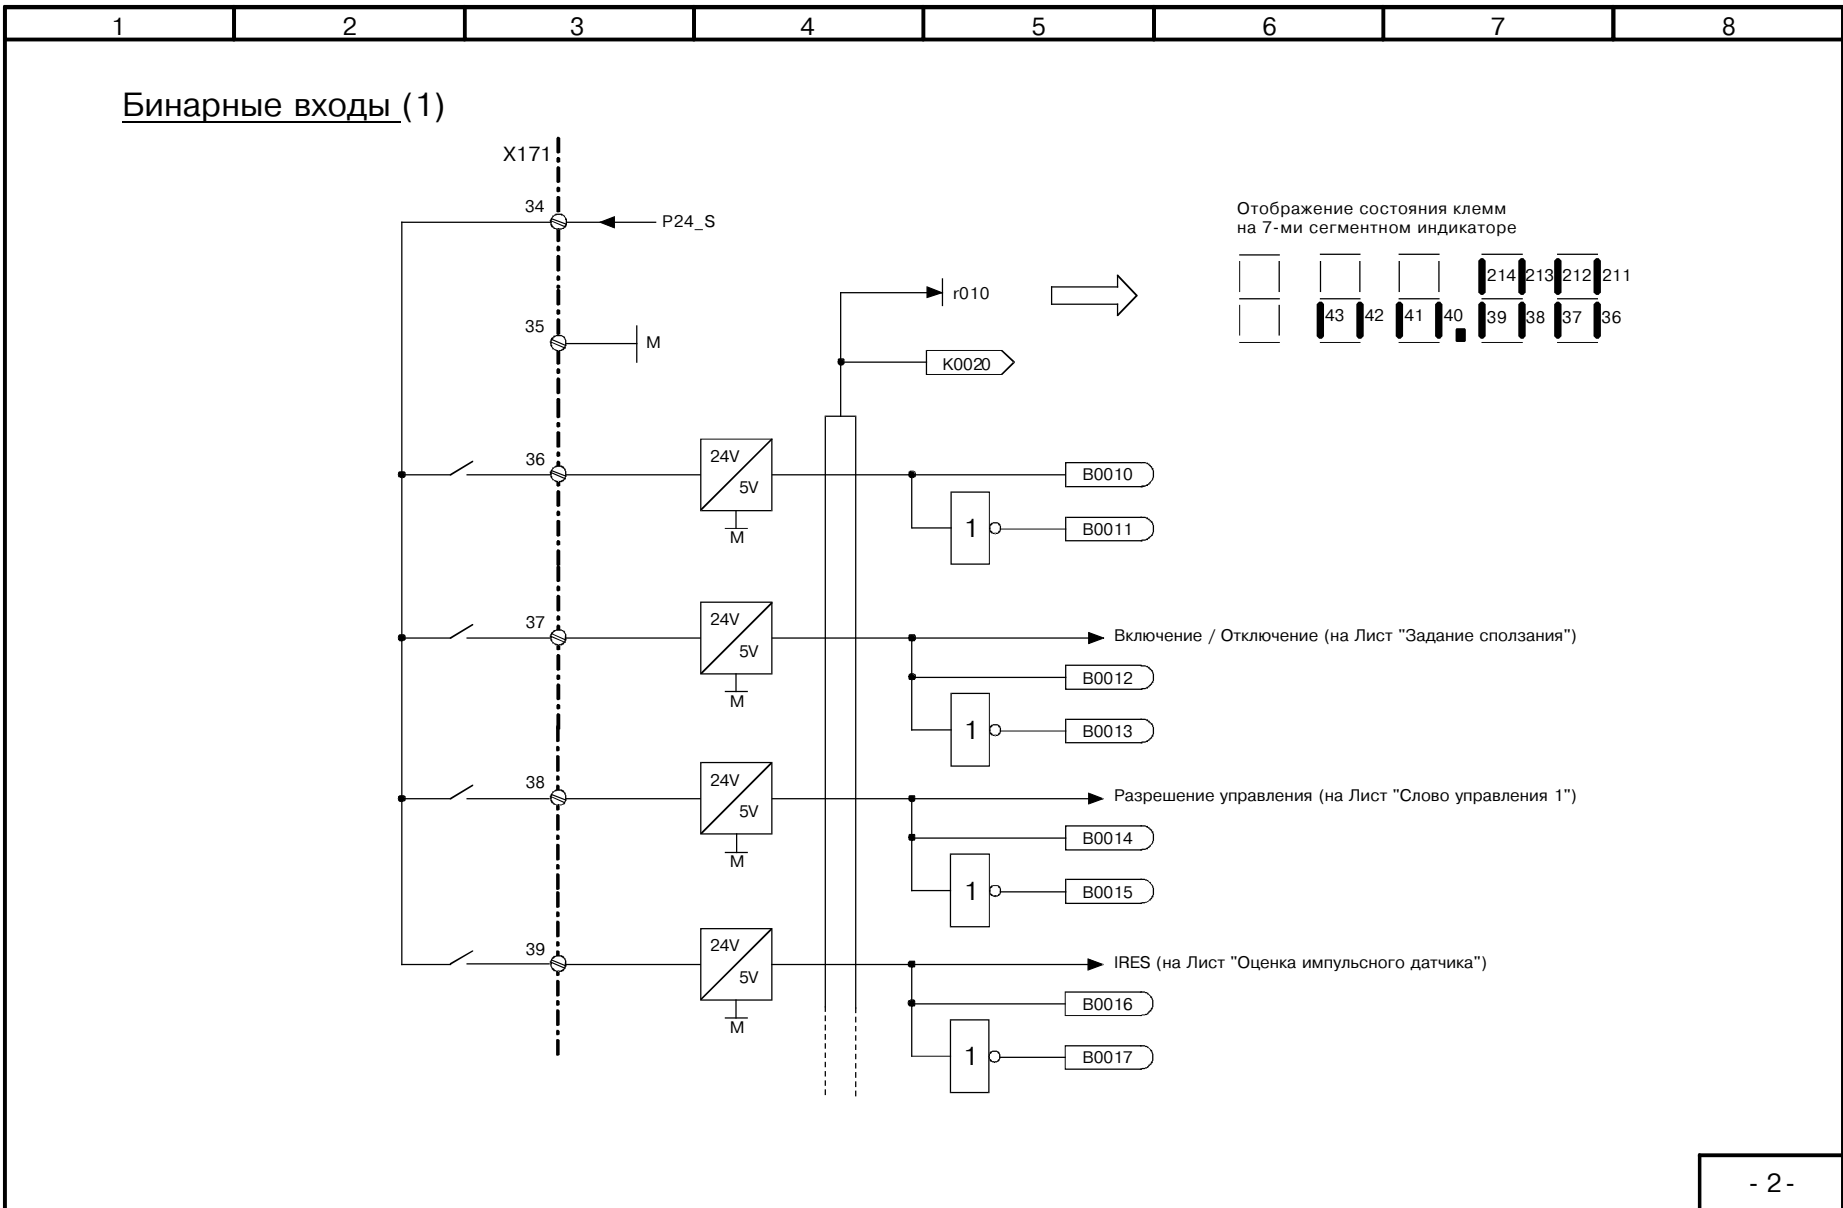 1 2 3 4 5 6 7 8
Бинарные входы (1)
X171
34
P24_S
Отображение состояния клемм
на 7-ми сегментном индикаторе
214 213 212 211
r010
43 42 41 40 39 38 37 36
35
M
K0020
36
24V
5V
M
B0010
1
B0011
37
24V
5V
M
Включение / Отключение (на Лист "Задание сползания")
B0012
1
B0013
38
24V
5V
M
Разрешение управления (на Лист "Слово управления 1")
B0014
1
B0015
39
24V
5V
M
IRES (на Лист "Оценка импульсного датчика")
B0016
1
B0017
- 2 -